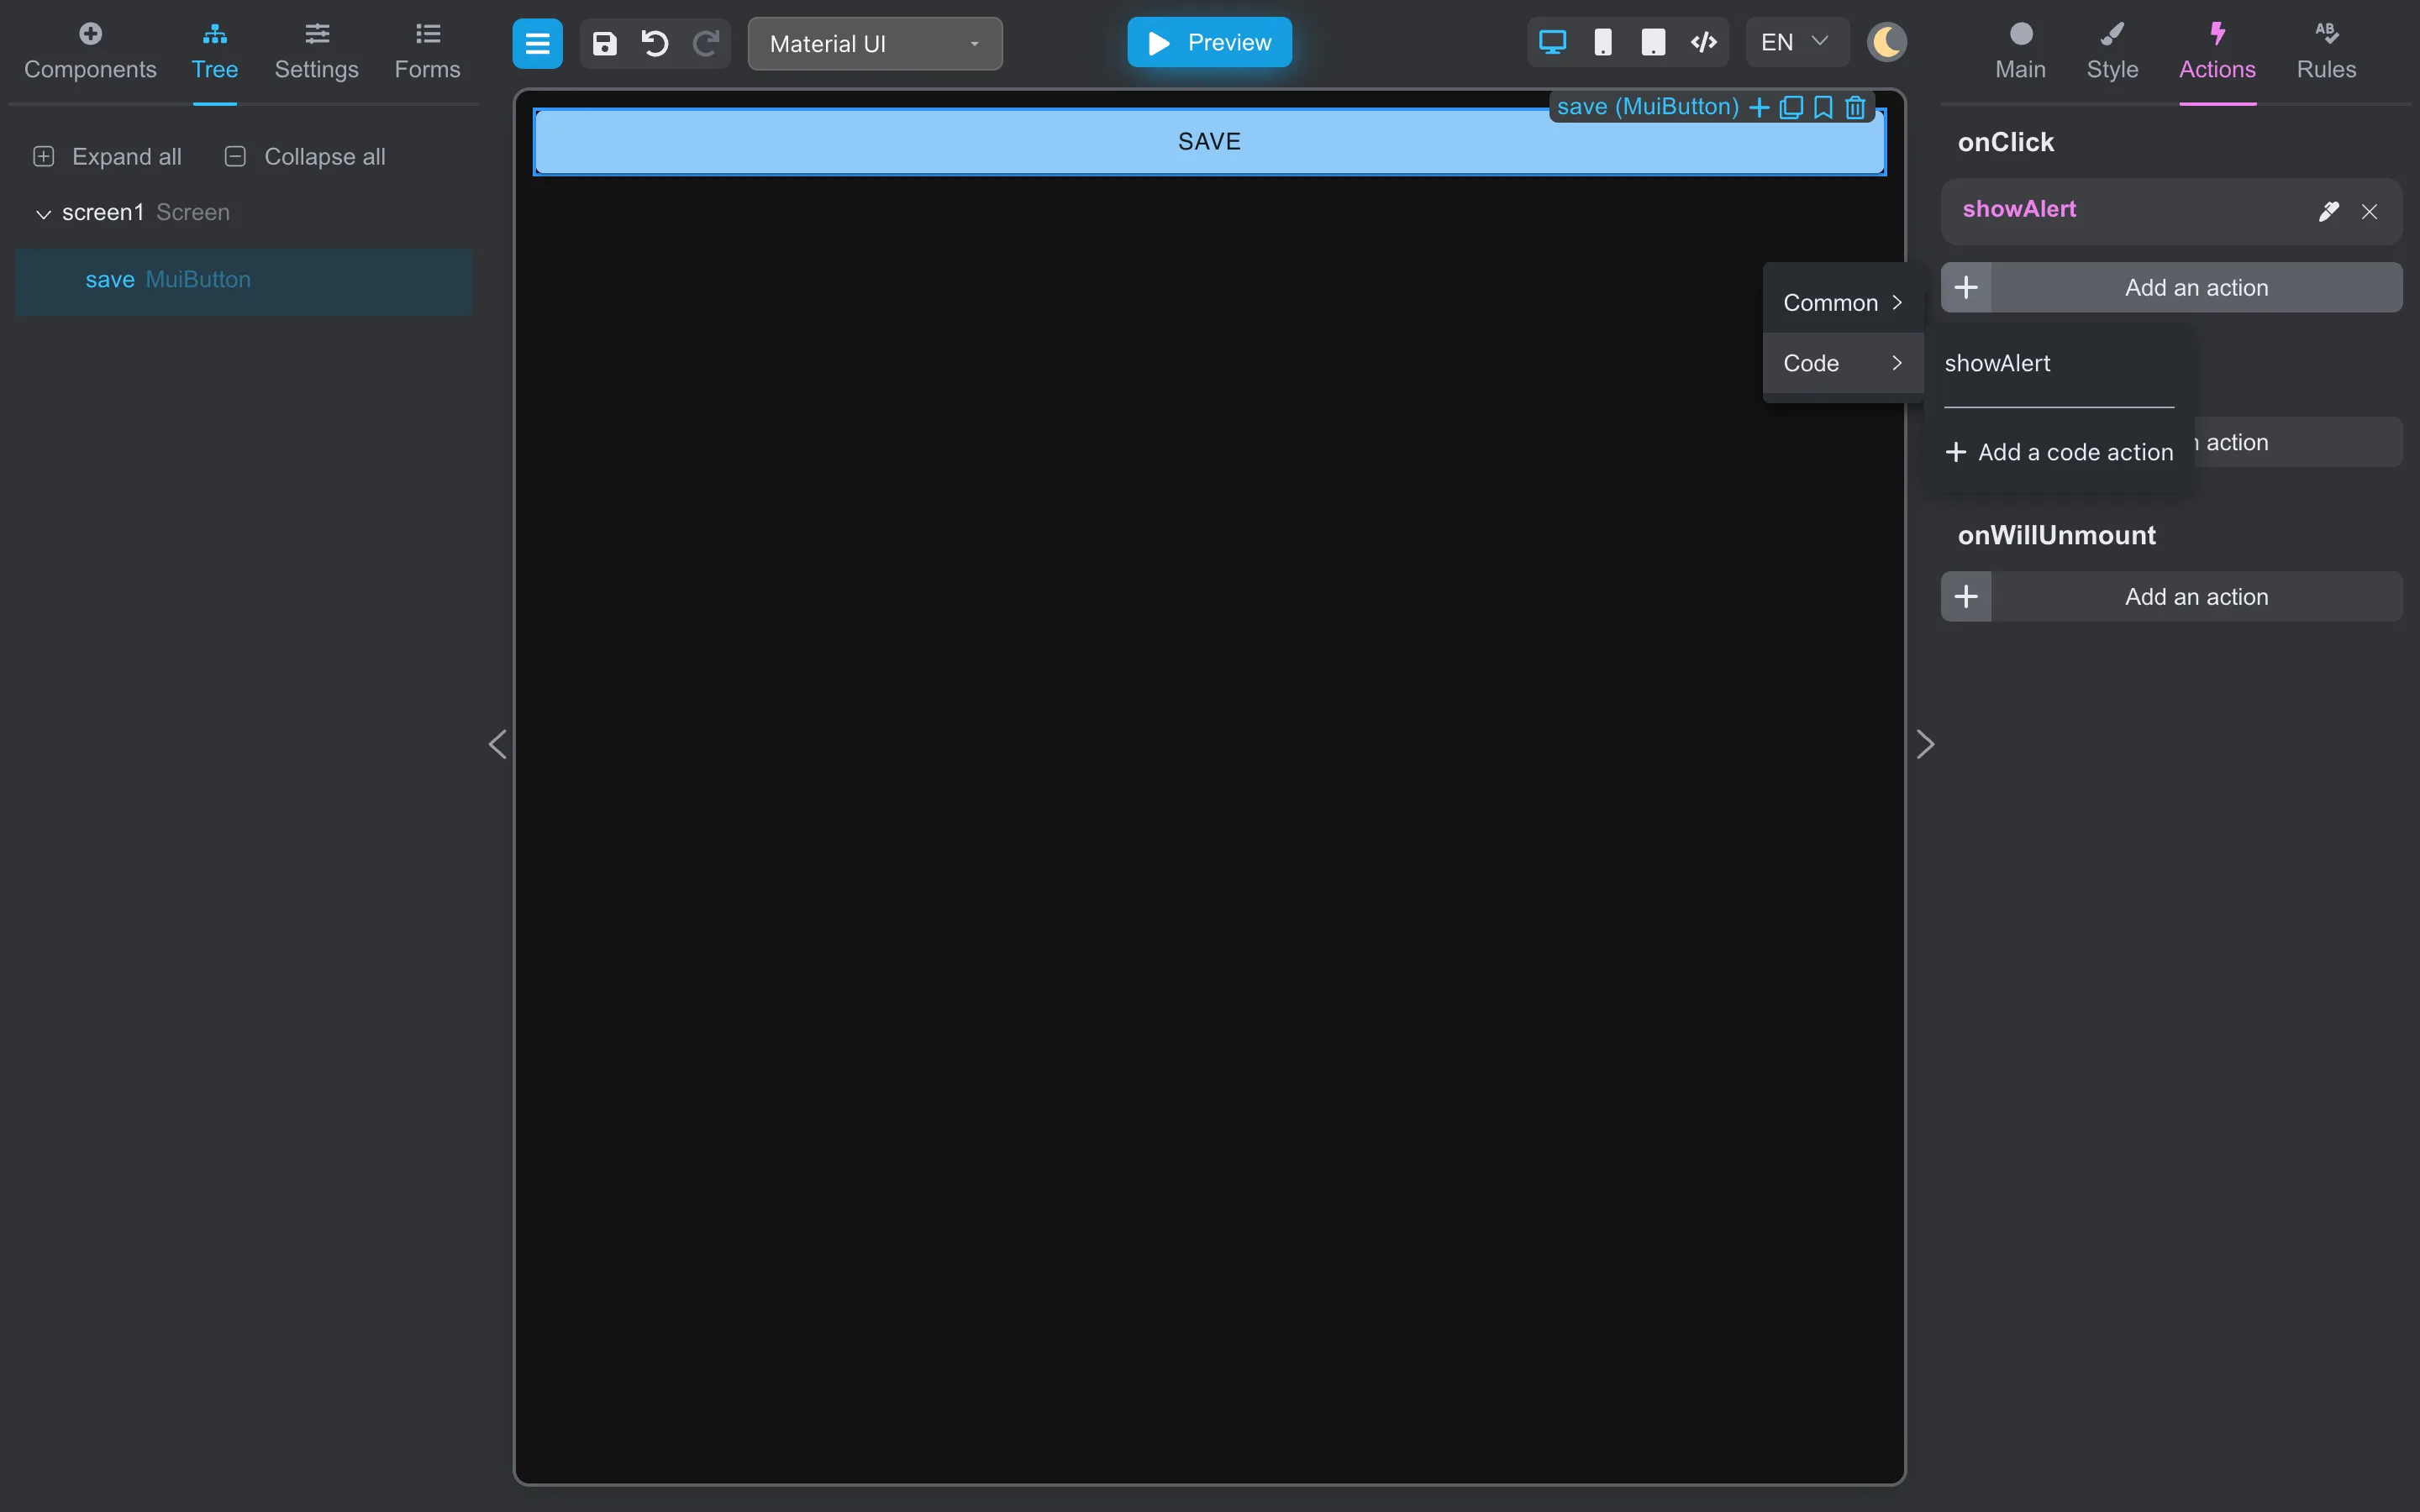 Components
Tree
Settings
Forms
Material UI
Preview
EN
Main
Style
Actions
AB
Rules
Expand all
Collapse all
screen1 Screen
save MuiButton
save (MuiButton)
SAVE
onClick
showAlert
Add an action
Common
Code
showAlert
Add a code action
action
onWillUnmount
Add an action